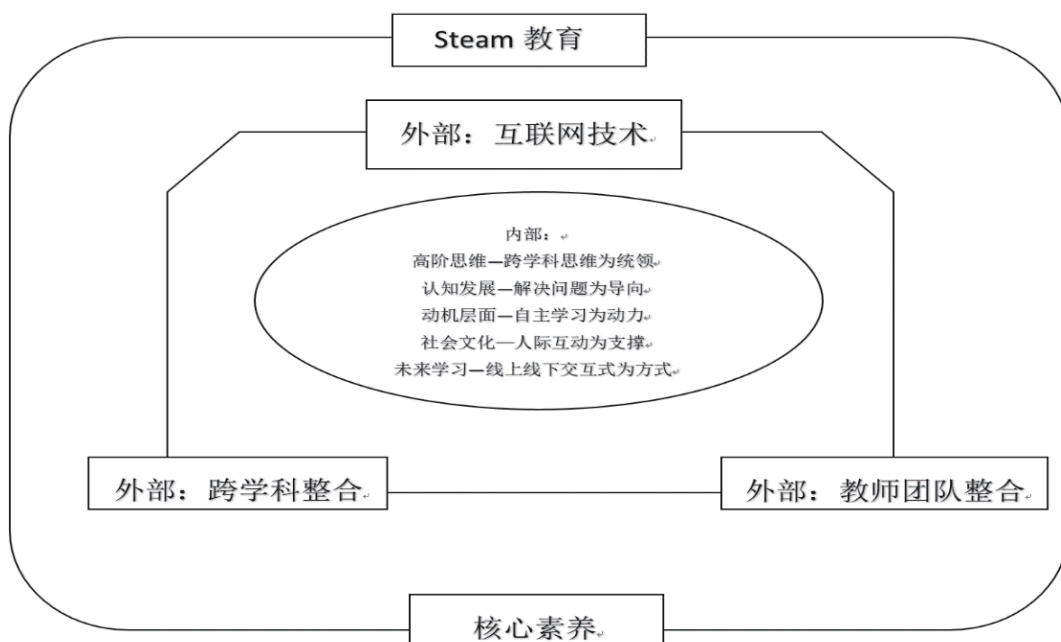 Steam 教育
外部：互联网技术
内部：
高阶思维—跨学科思维为统领
认知发展—解决问题为导向
动机层面—自主学习为动力
社会文化—人际互动为支撑
未来学习—线上线下交互式为方式
外部：跨学科整合
外部：教师团队整合
核心素养